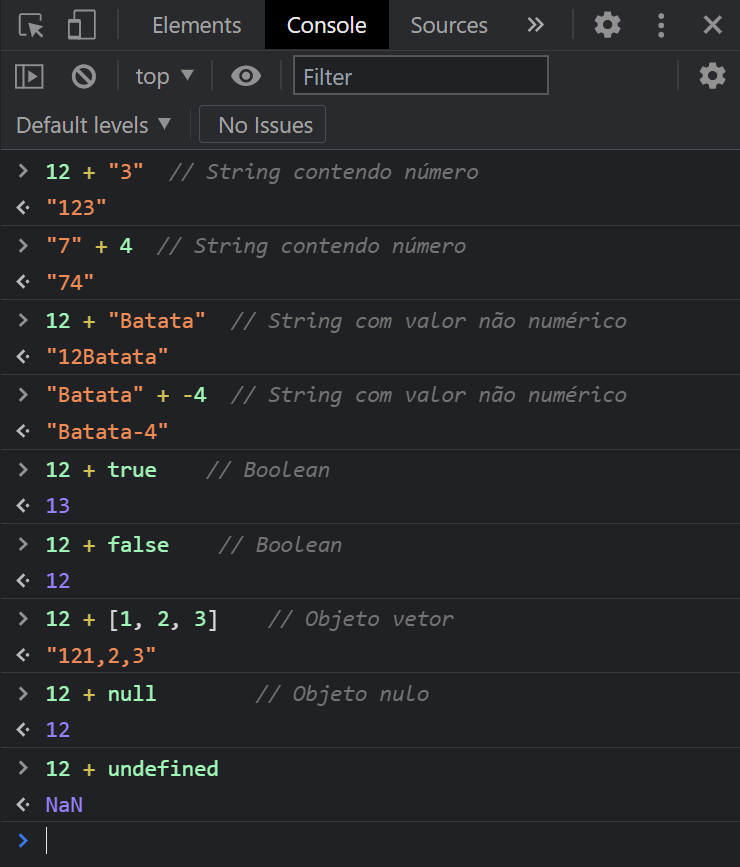 Elements Console Sources »
top ▼ Filter
Default levels ▼ No Issues
> 12 + "3"  // String contendo número
"123"
> "7" + 4  // String contendo número
"74"
> 12 + "Batata"  // String com valor não numérico
"12Batata"
> "Batata" + -4  // String com valor não numérico
"Batata-4"
> 12 + true    // Boolean
13
> 12 + false    // Boolean
12
> 12 + [1, 2, 3]    // Objeto vetor
"121,2,3"
> 12 + null        // Objeto nulo
12
> 12 + undefined
NaN
>